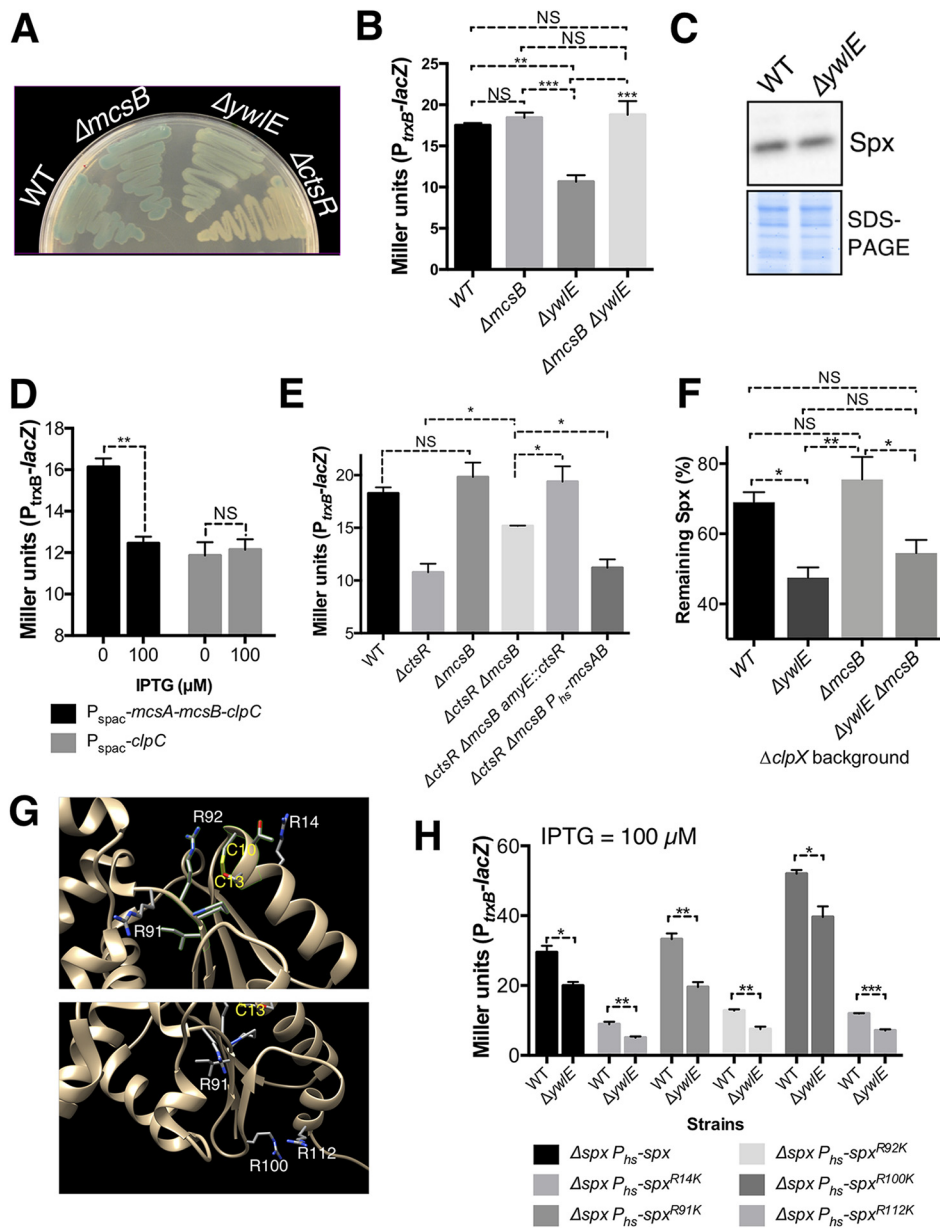 A
WT
ΔmcsB
ΔywlE
ΔctsR
B
Miller units (PtrxB-lacZ)
25
20
15
10
5
0
NS
NS
**
***
NS
***
WT
ΔmcsB
ΔywlE
ΔmcsB ΔywlE
C
WT
ΔywlE
Spx
SDS-
PAGE
D
Miller units (PtrxB-lacZ)
18
16
14
12
10
8
**
NS
0
100
0
100
IPTG (µM)
Pspac-mcsA-mcsB-clpC
Pspac-clpC
E
Miller units (PtrxB-lacZ)
20
15
10
5
*
*
NS
*
WT
ΔctsR
ΔmcsB
ΔctsR ΔmcsB
ΔctsR ΔmcsB amyE::ctsR
ΔctsR ΔmcsB Phs-mcsAB
F
Remaining Spx (%)
80
60
40
NS
NS
NS
**
*
*
WT
ΔywlE
ΔmcsB
ΔywlE ΔmcsB
ΔclpX background
G
R92
R14
C10
C13
R91
C13
R91
R100
R112
H
IPTG = 100 µM
Miller units (PtrxB-lacZ)
60
40
20
0
*
**
**
**
*
***
WT
ΔywlE
WT
ΔywlE
WT
ΔywlE
WT
ΔywlE
WT
ΔywlE
WT
ΔywlE
Strains
Δspx Phs-spx
Δspx Phs-spxR14K
Δspx Phs-spxR91K
Δspx Phs-spxR92K
Δspx Phs-spxR100K
Δspx Phs-spxR112K